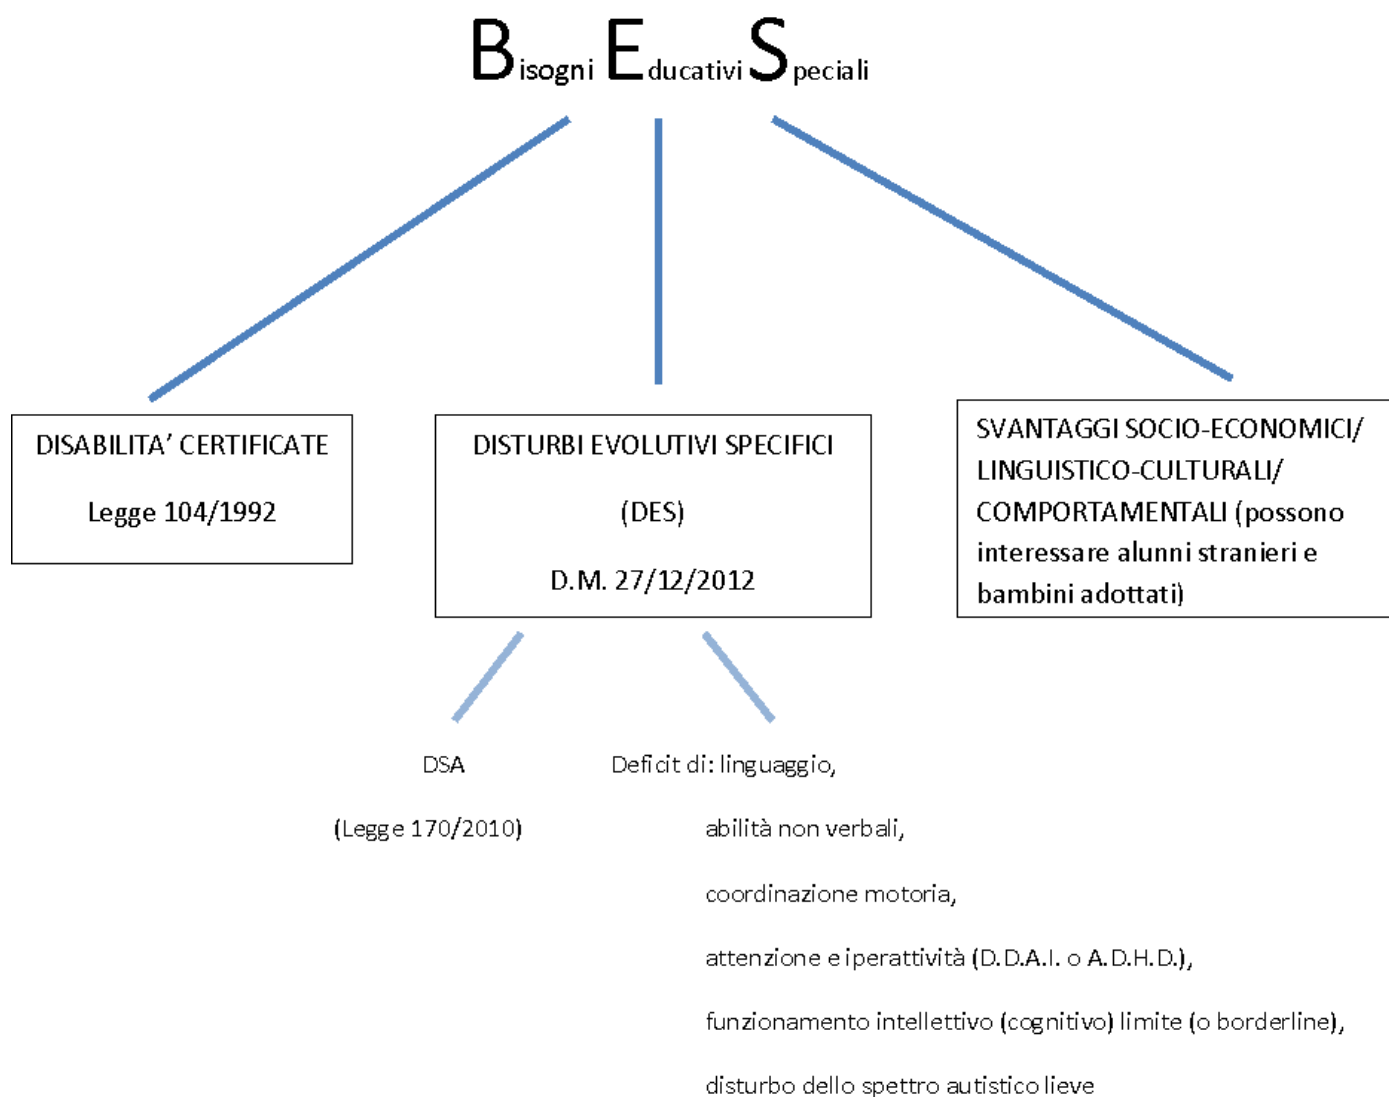 Bisogni Educativi Speciali
DISABILITA’ CERTIFICATE
Legge 104/1992
DISTURBI EVOLUTIVI SPECIFICI
(DES)
D.M. 27/12/2012
SVANTAGGI SOCIO-ECONOMICI/
LINGUISTICO-CULTURALI/
COMPORTAMENTALI (possono
interessare alunni stranieri e
bambini adottati)
DSA
(Legge 170/2010)
Deficit di: linguaggio,
abilità non verbali,
coordinazione motoria,
attenzione e iperattività (D.D.A.I. o A.D.H.D.),
funzionamento intellettivo (cognitivo) limite (o borderline),
disturbo dello spettro autistico lieve